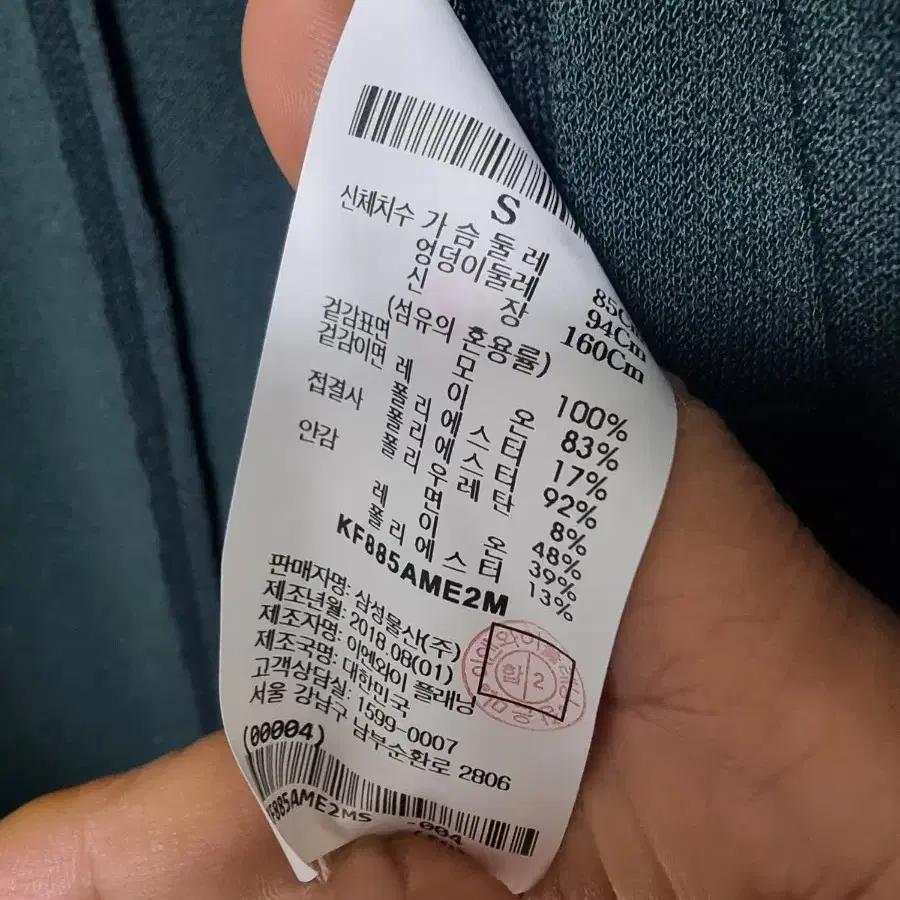 S
신체치수 가 슴 둘 레 85C
엉덩이둘레 94Cm
신 장 160Cm
(섬유의 혼용률)
겉감표면 모 100%
겉감이면 레 이 온 83%
폴 리 에 스 터 17%
접결사 폴 리 에 스 터 92%
폴 리 우 레 탄 8%
안감 면 48%
레 이 온 39%
폴 리 에 스 터 13%
KF885AME2M
판매자명: 삼성물산(주)
제조년월: 2018.08(01)
제조자명: 이엔와이 플래닝
제조국명: 대한민국
고객상담실: 1599-0007
서울 강남구 남부순환로 2806
합 2
(00004)
KF885AME2MS -004